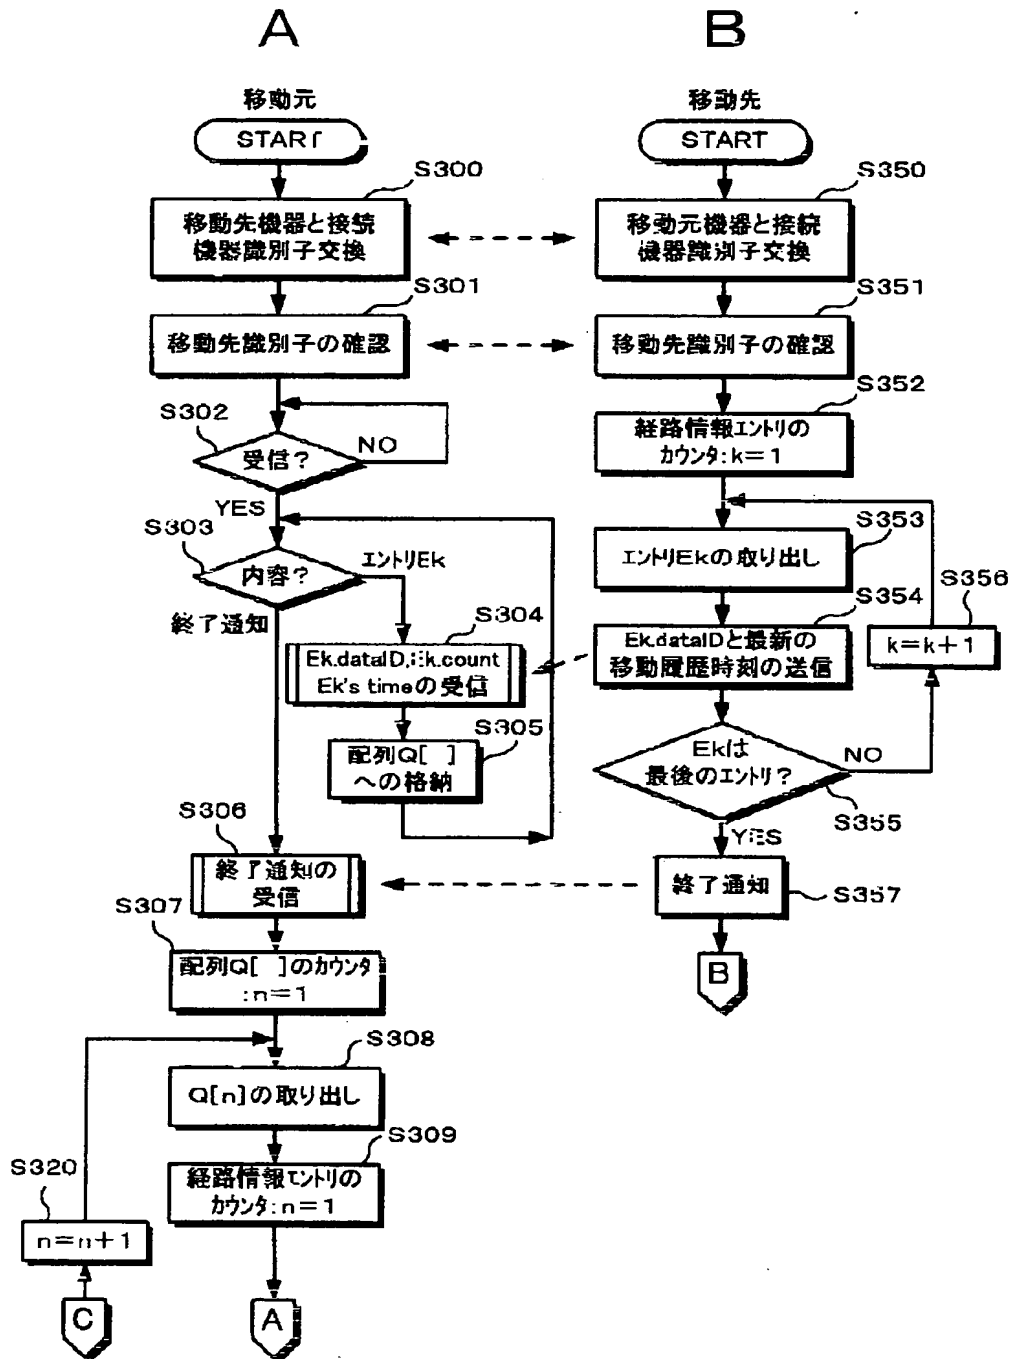 A
移動元
START
S300
移動先機器と接続
機器識別子交換
S301
移動先識別子の確認
S302
受信?
NO
YES
S303
内容?
エントリEk
終了通知
S304
Ek.dataID,Ek.count
Ek's timeの受信
S305
配列Q[ ]
への格納
S306
終了通知の
受信
S307
配列Q[ ]のカウンタ
:n=1
S308
Q[n]の取り出し
S309
経路情報エントリの
カウンタ:n=1
S320
n=n+1
C
A
B
移動先
START
S350
移動元機器と接続
機器識別子交換
S351
移動先識別子の確認
S352
経路情報エントリの
カウンタ:k=1
S353
エントリEkの取り出し
S354
Ek.dataIDと最新の
移動履歴時刻の送信
S356
k=k+1
Ekは
最後のエントリ?
NO
S355
YES
終了通知
S357
B